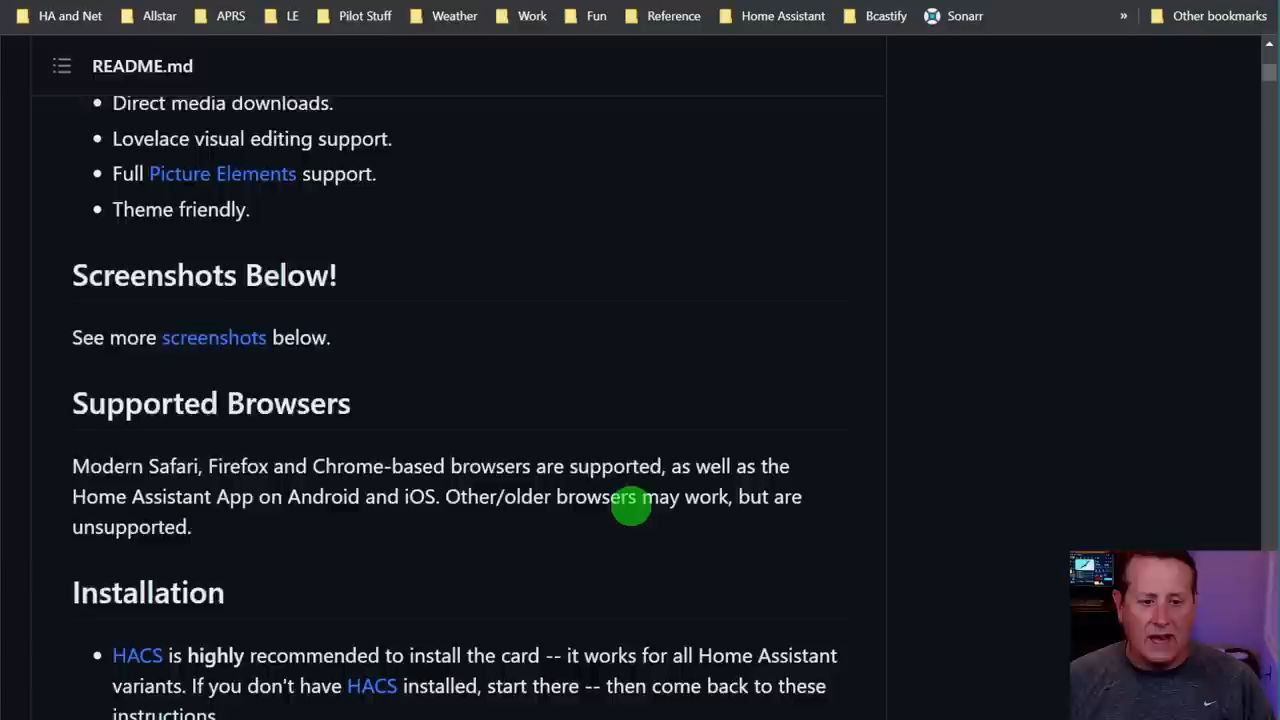 HA and Net Allstar APRS LE Pilot Stuff Weather Work Fun Reference Home Assistant Bcastify Sonarr » Other bookmarks
README.md
• Direct media downloads.
• Lovelace visual editing support.
• Full Picture Elements support.
• Theme friendly.
Screenshots Below!
See more screenshots below.
Supported Browsers
Modern Safari, Firefox and Chrome-based browsers are supported, as well as the
Home Assistant App on Android and iOS. Other/older browsers may work, but are
unsupported.
Installation
• HACS is highly recommended to install the card -- it works for all Home Assistant
variants. If you don't have HACS installed, start there -- then come back to these
instructions.